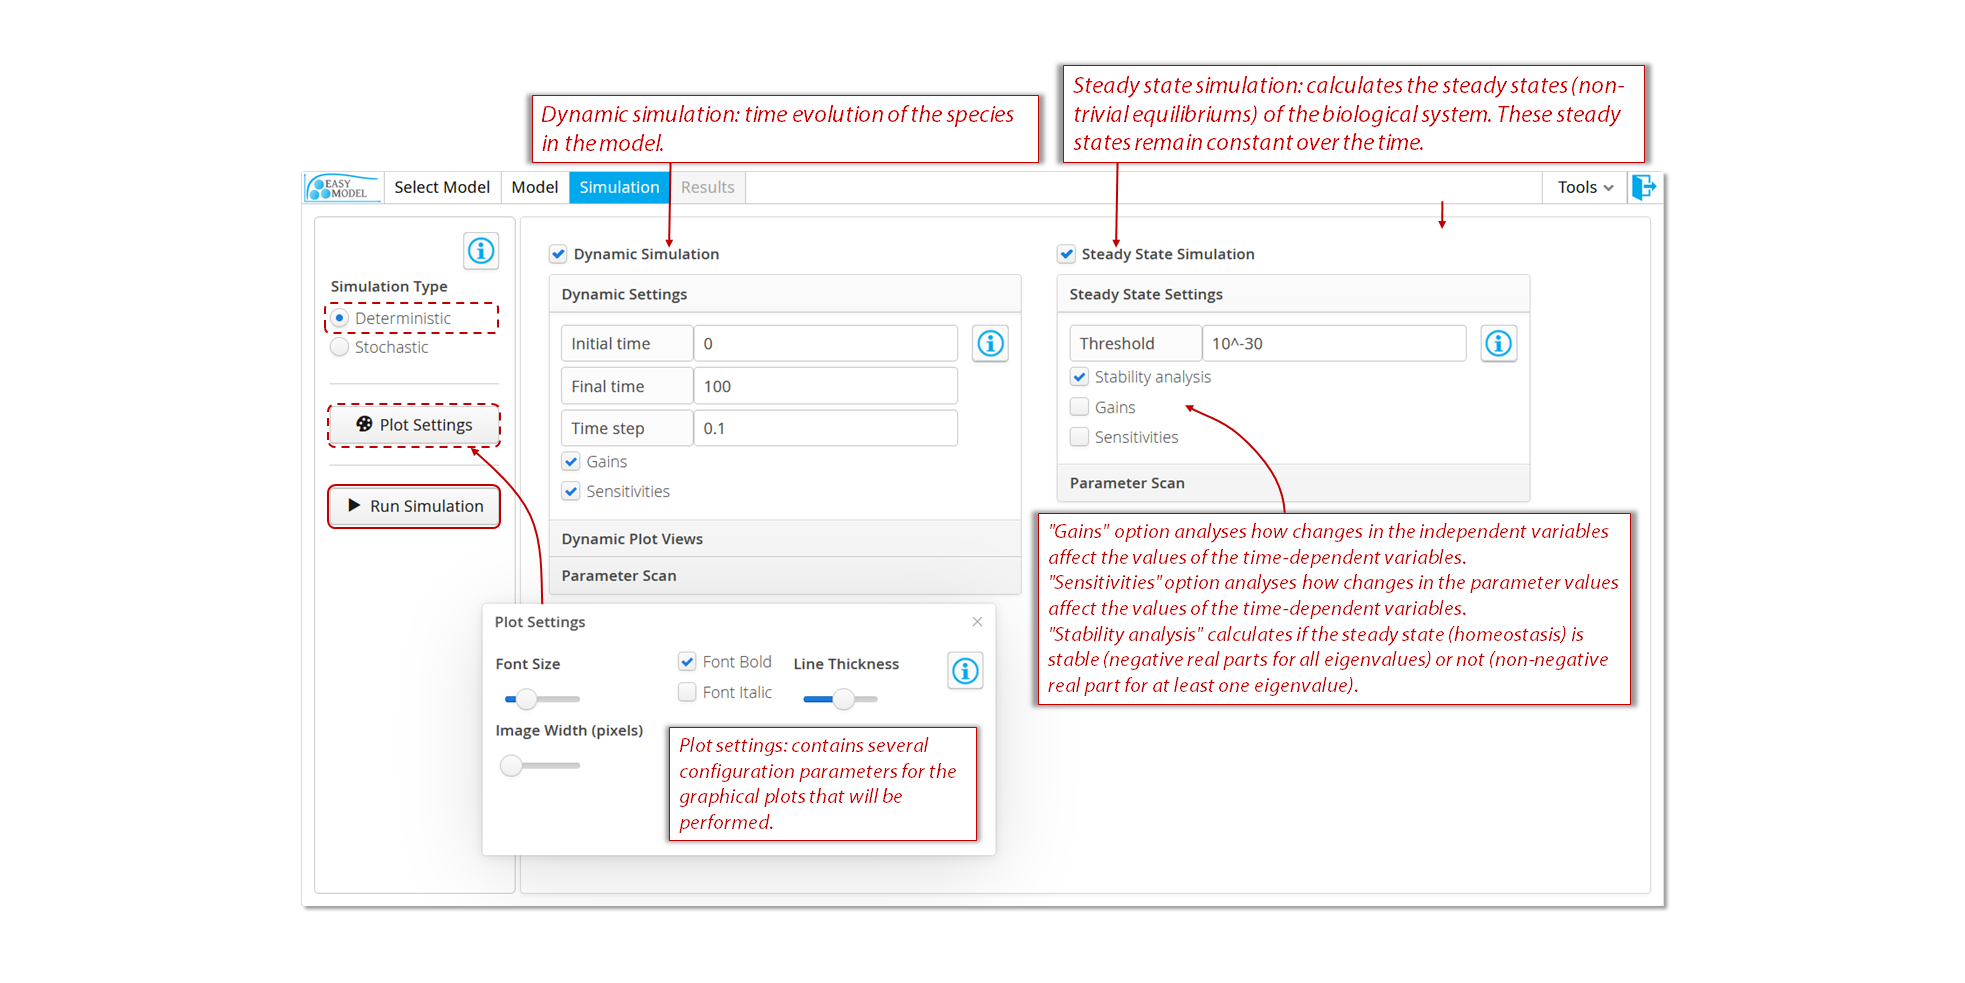 Dynamic simulation: time evolution of the species
in the model.
Steady state simulation: calculates the steady states (non-
trivial equilibriums) of the biological system. These steady
states remain constant over the time.
EASY
MODEL
Select Model
Model
Simulation
Results
Tools
Simulation Type
Deterministic
Stochastic
Plot Settings
Run Simulation
Dynamic Simulation
Dynamic Settings
Initial time
0
Final time
100
Time step
0.1
Gains
Sensitivities
Dynamic Plot Views
Parameter Scan
Steady State Simulation
Steady State Settings
Threshold
10^-30
Stability analysis
Gains
Sensitivities
Parameter Scan
"Gains" option analyses how changes in the independent variables
affect the values of the time-dependent variables.
"Sensitivities" option analyses how changes in the parameter values
affect the values of the time-dependent variables.
"Stability analysis" calculates if the steady state (homeostasis) is
stable (negative real parts for all eigenvalues) or not (non-negative
real part for at least one eigenvalue).
Plot Settings
Font Size
Font Bold
Font Italic
Line Thickness
Image Width (pixels)
Plot settings: contains several
configuration parameters for the
graphical plots that will be
performed.